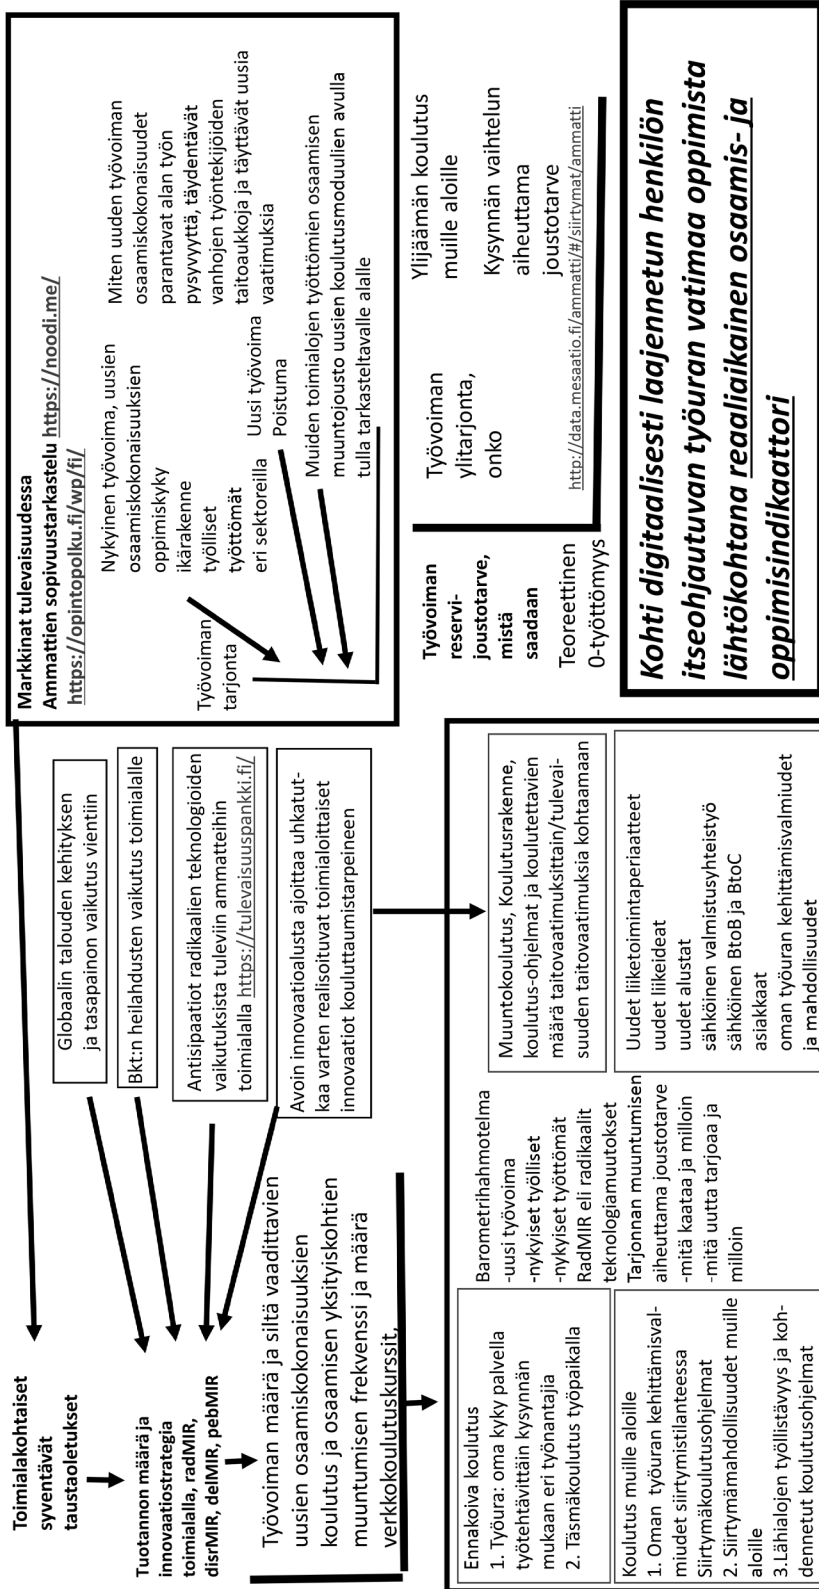 Toimialakohtaiset
syventävät
taustaoletukset
Tuotannon määrä ja
innovaatiostrategia
toimialalla, radMIR,
disrMIR, delMIR, pebMIR
Työvoiman määrä ja siltä vaadittavien
uusien osaamiskokonaisuuksien
koulutus ja osaamisen yksityiskohtien
muuntumisen frekvenssi ja määrä
verkkokoulutuskurssit,
Globaalin talouden kehityksen
ja tasapainon vaikutus vientiin
Bkt:n heilahdusten vaikutus toimialalle
Antisipaatiot radikaalien teknologioiden
vaikutuksista tuleviin ammatteihin
toimialalla https://tulevaisuuspankki.fi/
Avoin innovaatioalusta ajoittaa uhkatut-
kaa varten realisoituvat toimialoittaiset
innovaatiot kouluttaumistarpeineen
Markkinat tulevaisuudessa
Ammattien sopivuustarkastelu https://noodi.me/
https://opintopolku.fi/wp/fi/
Nykyinen työvoima, uusien
osaamiskokonaisuuksien
oppimiskyky
ikärakenne
työlliset
työttömät
eri sektoreilla
Miten uuden työvoiman
osaamiskokonaisuudet
parantavat alan työn
pysyvyyttä, täydentävät
vanhojen työntekijöiden
taitoaukkoja ja täyttävät uusia
vaatimuksia
Työvoiman
tarjonta
Uusi työvoima
Poistuma
Muiden toimialojen työttömien osaamisen
muuntojousto uusien koulutusmoduulien avulla
tulla tarkasteltavalle alalle
Työvoiman
reservi-
joustotarve,
mistä
saadaan
Teoreettinen
0-työttömyys
Työvoiman
ylitarjonta,
onko
Ylijäämän koulutus
muille aloille
Kysynnän vaihtelun
aiheuttama
joustotarve
http://data.mesaatio.fi/ammatti/#/siirtymat/ammatti
Ennakoiva koulutus
1. Työura: oma kyky palvella
työtehtävittäin kysynnän
mukaan eri työnantajia
2. Täsmäkoulutus työpaikalla
Barometrihahmotelma
-uusi työvoima
-nykyiset työlliset
-nykyiset työttömät
RadMIR eli radikaalit
teknologiamuutokset
Muuntokoulutus, Koulutusrakenne,
koulutus-ohjelmat ja koulutettavien
määrä taitovaatimuksittain/tulevai-
suuden taitovaatimuksia kohtaamaan
Koulutus muille aloille
1. Oman työuran kehittämisval-
miudet siirtymistilanteessa
Siirtymäkoulutusohjelmat
2. Siirtymämahdollisuudet muille
aloille
3.Lähialojen työllistävyys ja koh-
dennetut koulutusohjelmat
Tarjonnan muuntumisen
aiheuttama joustotarve
-mitä kaataa ja milloin
-mitä uutta tarjoaa ja
milloin
Uudet liiketoimintaperiaatteet
uudet liikeideat
uudet alustat
sähköinen valmistusyhteistyö
sähköinen BtoB ja BtoC
asiakkaat
oman työuran kehittämisvalmiudet
ja mahdollisuudet
Kohti digitaalisesti laajennetun henkilön
itseohjautuvan työuran vatimaa oppimista
lähtökohtana reaaliaikainen osaamis- ja
oppimisindikaattori